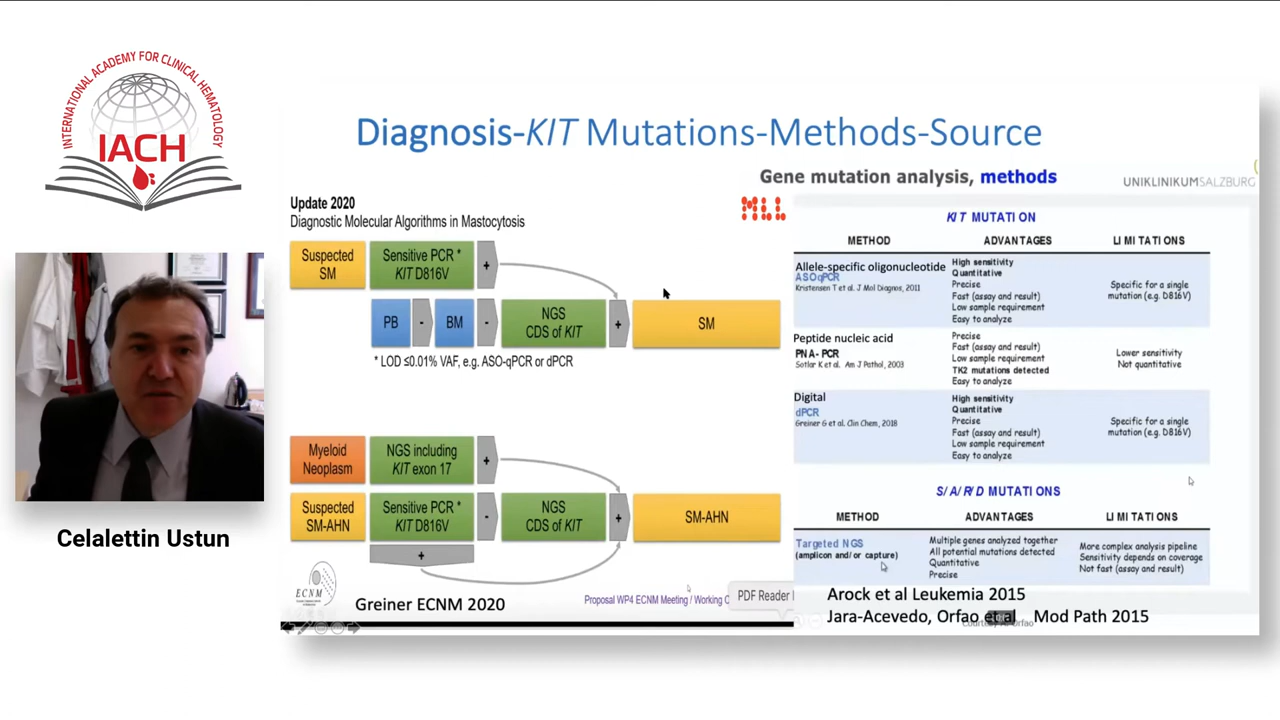 INTERNATIONAL ACADEMY FOR CLINICAL HEMATOLOGY
IACH
Celalettin Ustun
Diagnosis-KIT Mutations-Methods-Source
Update 2020
Diagnostic Molecular Algorithms in Mastocytosis
MLL
Suspected
SM
Sensitive PCR *
KIT D816V
+
PB
-
BM
-
NGS
CDS of KIT
+
SM
* LOD ≤0.01% VAF, e.g. ASO-qPCR or dPCR
Myeloid
Neoplasm
NGS including
KIT exon 17
+
Suspected
SM-AHN
Sensitive PCR *
KIT D816V
-
NGS
CDS of KIT
+
SM-AHN
+
ECNM
Greiner ECNM 2020
Proposal WP4 ECNM Meeting / Working
PDF Reader
Gene mutation analysis, methods
UNIKLINIKUMSALZBURG
KIT MUTATION
METHOD ADVANTAGES LIMITATIONS
Allele-specific oligonucleotide
ASOqPCR
Kristensen T et al. J Mol Diagnos, 2011
High sensitivity
Quantitative
Precise
Fast (assay and result)
Low sample requirement
Easy to analyze
Specific for a single
mutation (e.g. D816V)
Peptide nucleic acid
PNA-PCR
Sotlar K et al. Am J Pathol, 2003
Precise
Fast (assay and result)
Low sample requirement
TK2 mutations detected
Easy to analyze
Lower sensitivity
Not quantitative
Digital
dPCR
Greiner G et al. Clin Chem, 2018
High sensitivity
Quantitative
Precise
Fast (assay and result)
Low sample requirement
Easy to analyze
Specific for a single
mutation (e.g. D816V)
S/A/R/D MUTATIONS
METHOD ADVANTAGES LIMITATIONS
Targeted NGS
(amplicon and/or capture)
Multiple genes analyzed together
All potential mutations detected
Quantitative
Precise
More complex analysis pipeline
Sensitivity depends on coverage
Not fast (assay and result)
Arock et al Leukemia 2015
Jara-Acevedo, Orfao et al Mod Path 2015